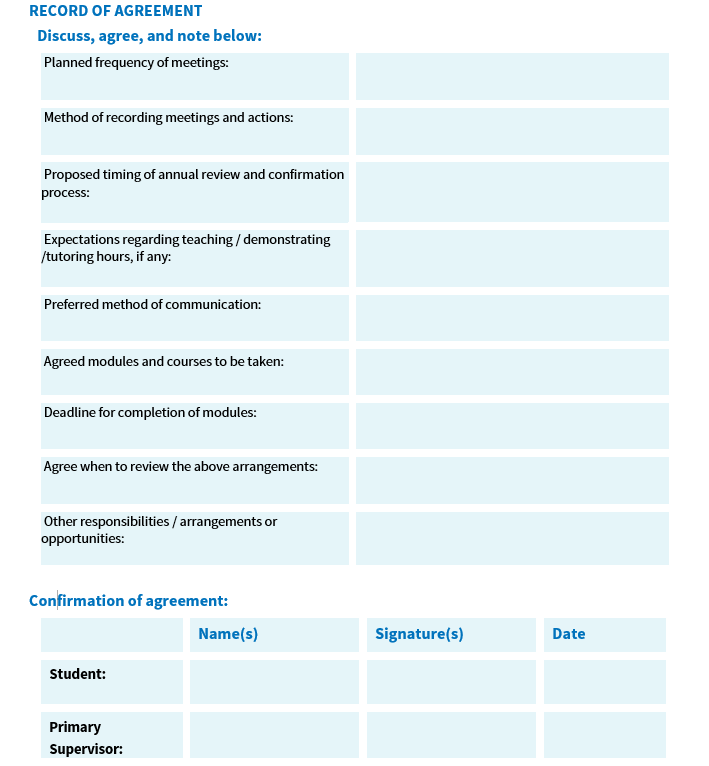 RECORD OF AGREEMENT
Discuss, agree, and note below:
Planned frequency of meetings:
Method of recording meetings and actions:
Proposed timing of annual review and confirmation
process:
Expectations regarding teaching / demonstrating
/tutoring hours, if any:
Preferred method of communication:
Agreed modules and courses to be taken:
Deadline for completion of modules:
Agree when to review the above arrangements:
Other responsibilities / arrangements or
opportunities:
Confirmation of agreement:
Name(s) Signature(s) Date
Student:
Primary
Supervisor: